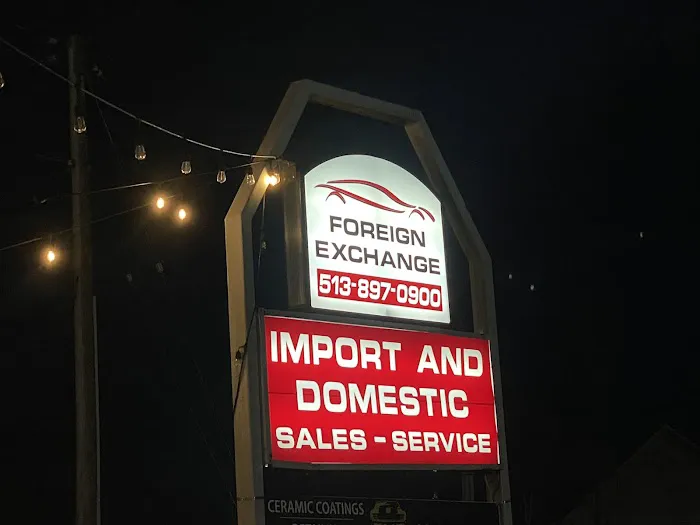 FOREIGN
EXCHANGE
513-897-0900
IMPORT AND
DOMESTIC
SALES - SERVICE
CERAMIC COATINGS